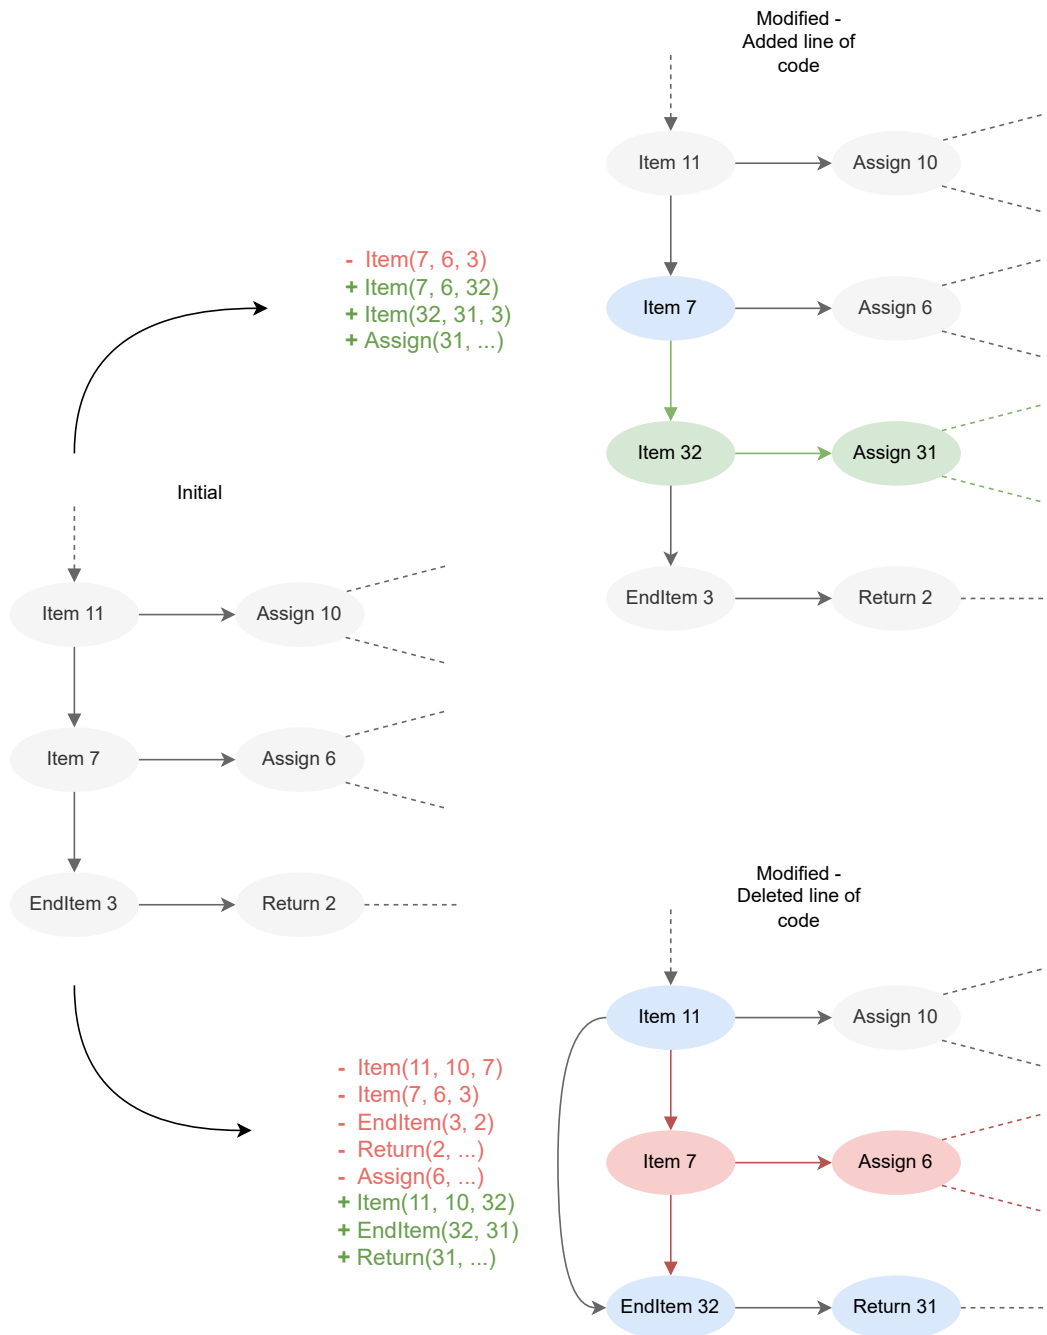 Modified -
Added line of
code
Item 11
Assign 10
- Item(7, 6, 3)
+ Item(7, 6, 32)
+ Item(32, 31, 3)
+ Assign(31, ...)
Item 7
Assign 6
Item 32
Assign 31
EndItem 3
Return 2
Initial
Item 11
Assign 10
Item 7
Assign 6
EndItem 3
Return 2
Modified -
Deleted line of
code
- Item(11, 10, 7)
- Item(7, 6, 3)
- EndItem(3, 2)
- Return(2, ...)
- Assign(6, ...)
+ Item(11, 10, 32)
+ EndItem(32, 31)
+ Return(31, ...)
Item 11
Assign 10
Item 7
Assign 6
EndItem 32
Return 31